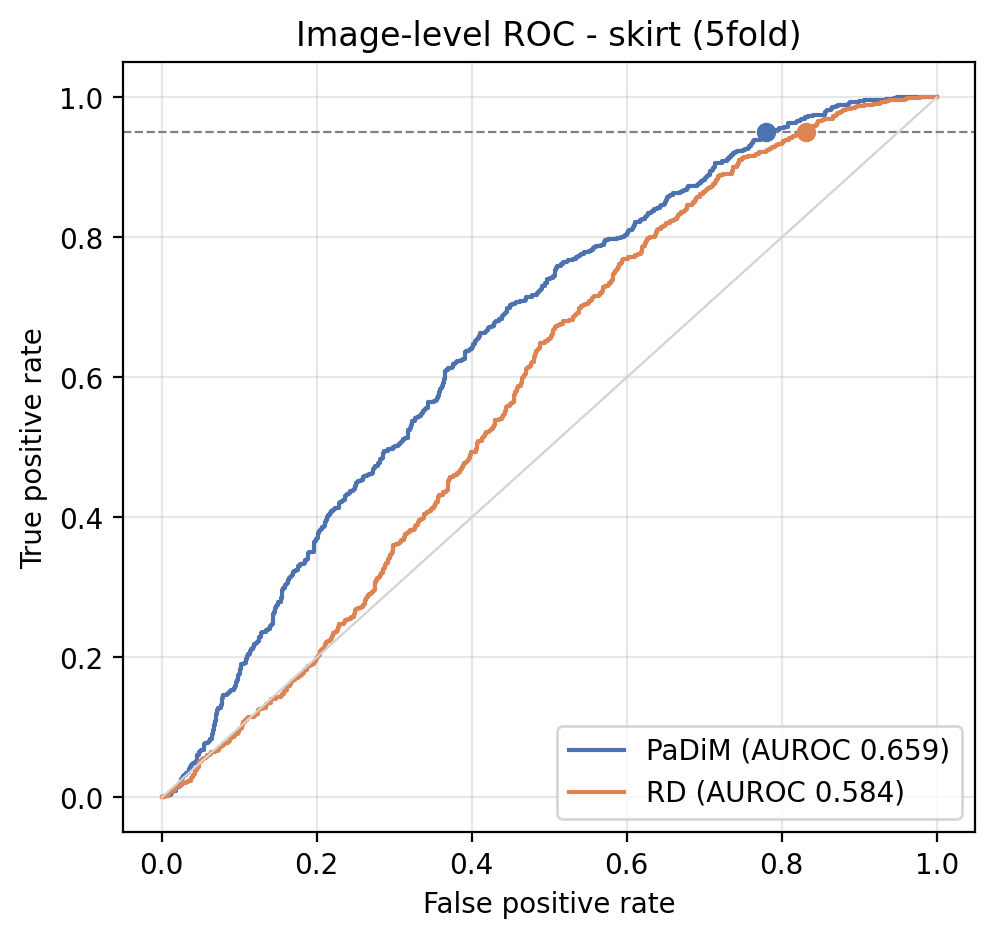 Image-level ROC - skirt (5fold)
True positive rate
1.0
0.8
0.6
0.4
0.2
0.0
PaDiM (AUROC 0.659)
RD (AUROC 0.584)
0.0 0.2 0.4 0.6 0.8 1.0
False positive rate